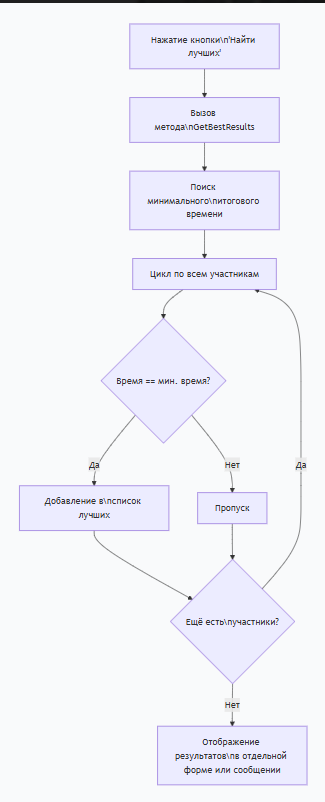 Нажатие кнопки\n'Найти
лучших'
Вызов
метода\nGetBestResults
Поиск
минимального\nитогового
времени
Цикл по всем участникам
Время == мин. время?
Да
Нет
Да
Добавление в\nсписок
лучших
Пропуск
Ещё есть\nучастники?
Нет
Отображение
результатов\nв отдельной
форме или сообщении